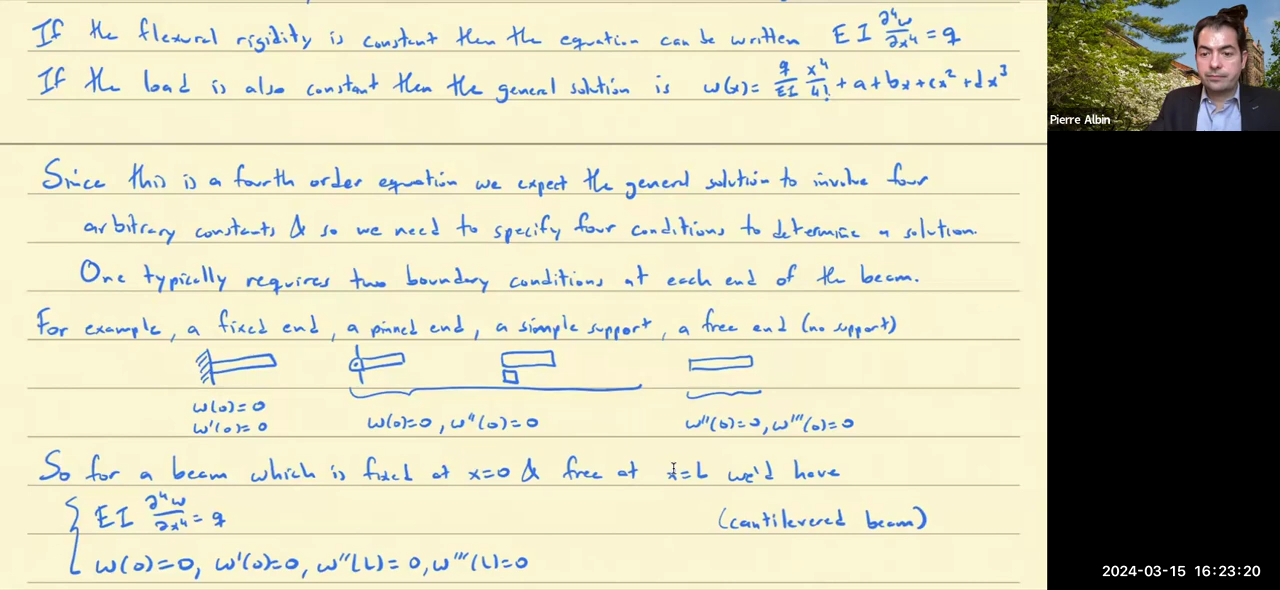 If the flexural rigidity is constant then the equation can be written EI ∂⁴w/∂x⁴ = q
If the load is also constant then the general solution is w(x) = q/EI x⁴/4! + a + bx + cx² + dx³
Pierre Albin
Since this is a fourth order equation we expect the general solution to involve four
arbitrary constants & so we need to specify four conditions to determine a solution.
One typically requires two boundary conditions at each end of the beam.
For example, a fixed end, a pinned end, a simple support, a free end (no support)
w(0)=0
w'(0)=0
w(0)=0, w''(0)=0
w''(0)=0, w'''(0)=0
So for a beam which is fixed at x=0 & free at x=L we'd have
{ EI ∂⁴w/∂x⁴ = q (cantilevered beam)
w(0)=0, w'(0)=0, w''(L)=0, w'''(L)=0
2024-03-15 16:23:20